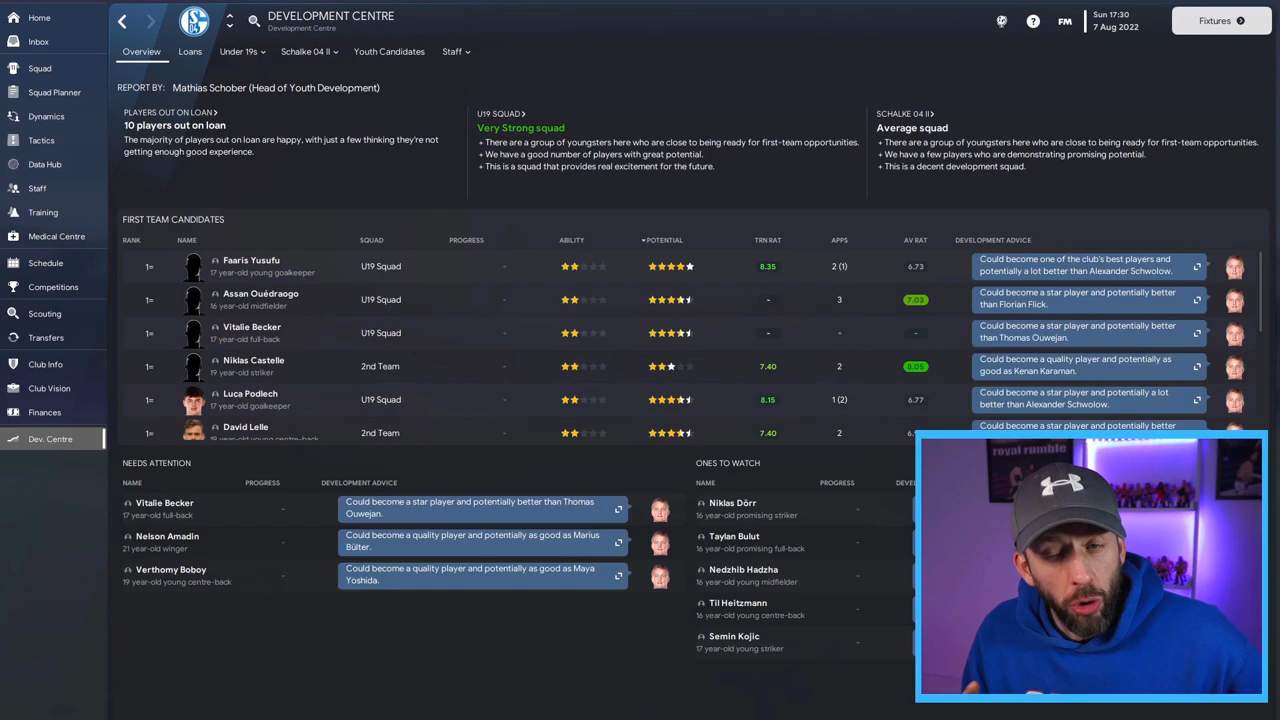 Home
Inbox
Squad
Squad Planner
Dynamics
Tactics
Data Hub
Staff
Training
Medical Centre
Schedule
Competitions
Scouting
Transfers
Club Info
Club Vision
Finances
Dev. Centre
DEVELOPMENT CENTRE
Development Centre
FM
Sun 17:30
7 Aug 2022
Fixtures
Overview Loans Under 19s Schalke 04 II Youth Candidates Staff
REPORT BY: Mathias Schober (Head of Youth Development)
PLAYERS OUT ON LOAN
10 players out on loan
The majority of players out on loan are happy, with just a few thinking they're not
getting enough good experience.
U19 SQUAD
Very Strong squad
+ There are a group of youngsters here who are close to being ready for first-team opportunities.
+ We have a good number of players with great potential.
+ This is a squad that provides real excitement for the future.
SCHALKE 04 II
Average squad
+ There are a group of youngsters here who are close to being ready for first-team opportunities.
+ We have a few players who are demonstrating promising potential.
+ This is a decent development squad.
FIRST TEAM CANDIDATES
RANK NAME SQUAD PROGRESS ABILITY POTENTIAL TRN RAT APPS AV RAT DEVELOPMENT ADVICE
1= Faaris Yusufu U19 Squad - 8.35 2 (1) 6.73
17 year-old young goalkeeper
Could become one of the club's best players and
potentially a lot better than Alexander Schwolow.
1= Assan Ouédraogo U19 Squad - - 3 7.03
16 year-old midfielder
Could become a star player and potentially better
than Florian Flick.
1= Vitalie Becker U19 Squad - - - -
17 year-old full-back
Could become a star player and potentially better
than Thomas Ouwejan.
1= Niklas Castelle 2nd Team - 7.40 2 8.05
19 year-old striker
Could become a quality player and potentially as
good as Kenan Karaman.
1= Luca Podlech U19 Squad - 8.15 1 (2) 6.77
17 year-old goalkeeper
Could become a star player and potentially a lot
better than Alexander Schwolow.
1= David Lelle 2nd Team - 7.40 2
year-old young centre-back
Could become a star player and potentially better
NEEDS ATTENTION
NAME PROGRESS DEVELOPMENT ADVICE
Vitalie Becker -
17 year-old full-back
Could become a star player and potentially better than Thomas
Ouwejan.
Nelson Amadin -
21 year-old winger
Could become a quality player and potentially as good as Marius
Bülter.
Verthomy Boboy -
19 year-old young centre-back
Could become a quality player and potentially as good as Maya
Yoshida.
ONES TO WATCH
NAME PROGRESS
Niklas Dörr -
16 year-old promising striker
Taylan Bulut -
16 year-old promising full-back
Nedzhib Hadzha -
16 year-old young midfielder
Til Heitzmann -
16 year-old young centre-back
Semin Kojic -
17 year-old young striker
royal rumble